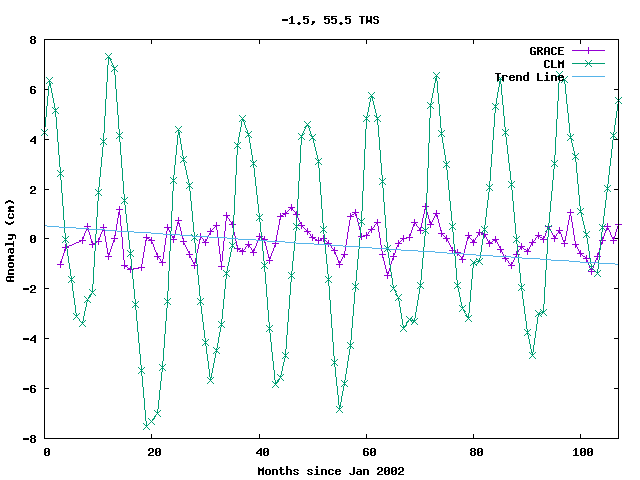 -1.5, 55.5 TWS
GRACE
CLM
Trend Line
8
6
4
2
0
-2
-4
-6
-8
Anomaly (cm)
0 20 40 60 80 100
Months since Jan 2002